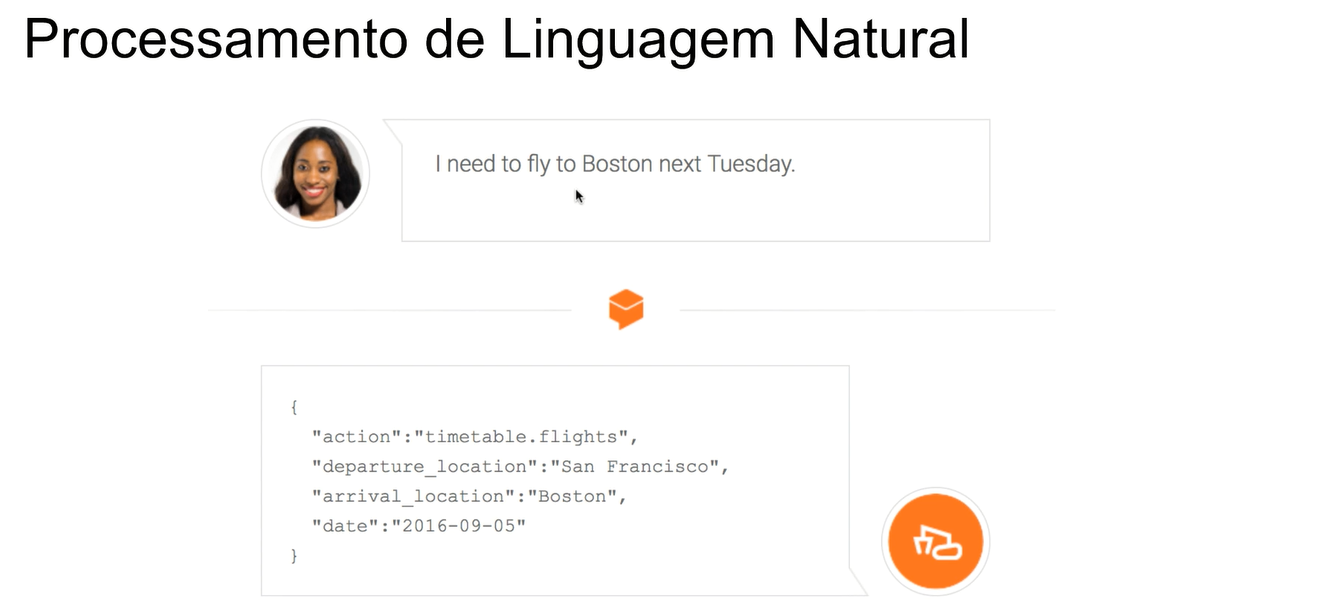 Processamento de Linguagem Natural
I need to fly to Boston next Tuesday.
{
"action":"timetable.flights",
"departure_location":"San Francisco",
"arrival_location":"Boston",
"date":"2016-09-05"
}